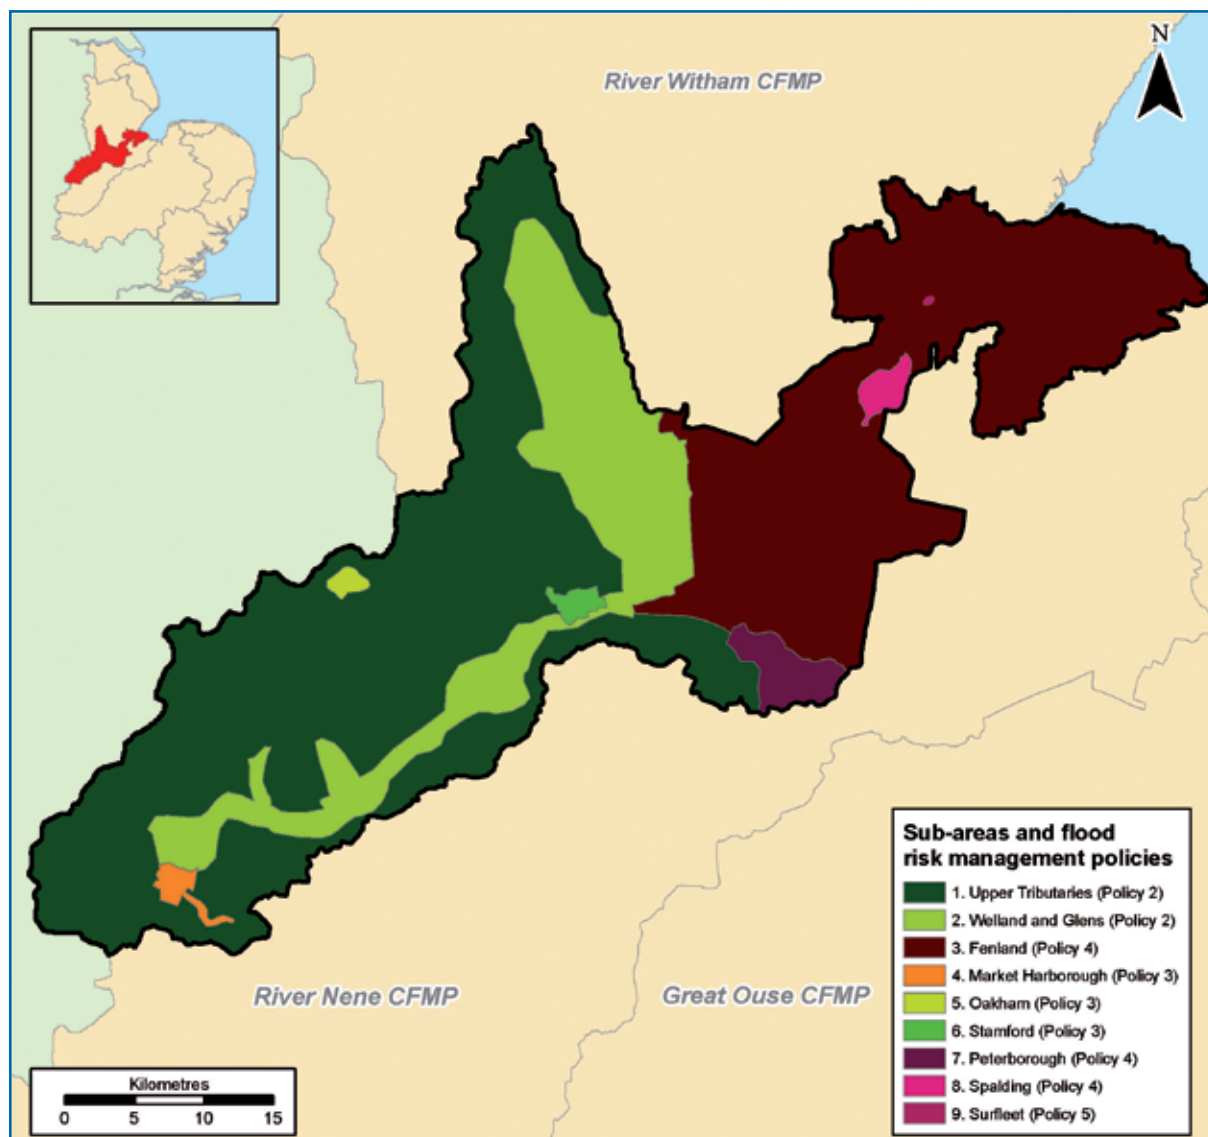 N
River Witham CFMP
River Nene CFMP
Great Ouse CFMP
Sub-areas and flood
risk management policies
1. Upper Tributaries (Policy 2)
2. Welland and Glens (Policy 2)
3. Fenland (Policy 4)
4. Market Harborough (Policy 3)
5. Oakham (Policy 3)
6. Stamford (Policy 3)
7. Peterborough (Policy 4)
8. Spalding (Policy 4)
9. Surfleet (Policy 5)
Kilometres
0 5 10 15